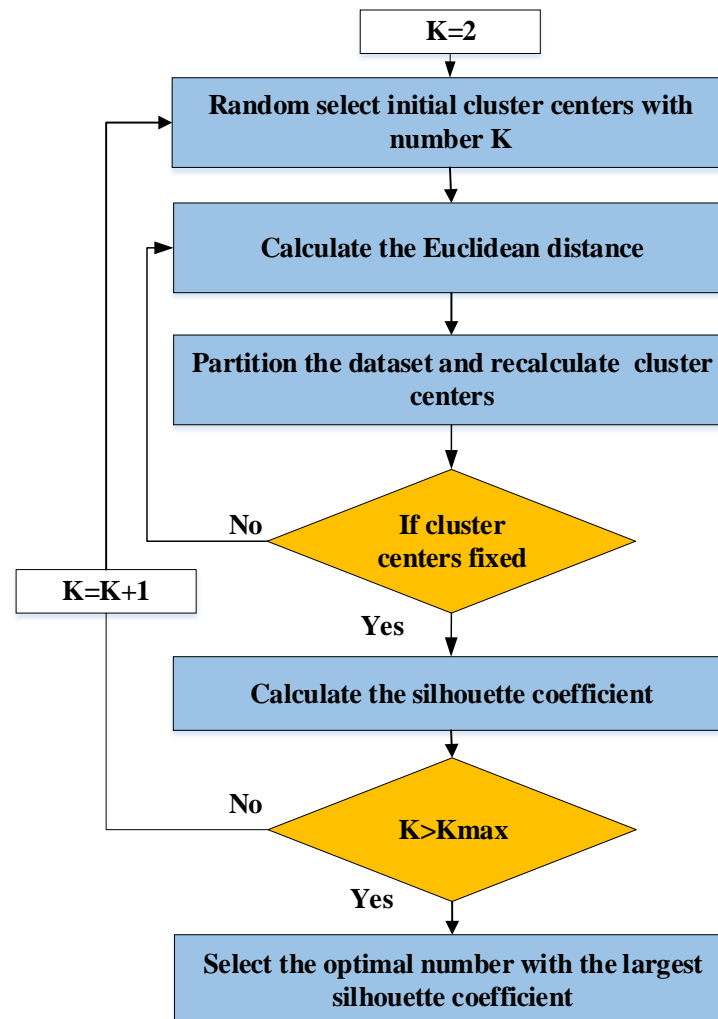 K=2
Random select initial cluster centers with
number K
Calculate the Euclidean distance
Partition the dataset and recalculate cluster
centers
No
If cluster
centers fixed
K=K+1
Yes
Calculate the silhouette coefficient
No
K>Kmax
Yes
Select the optimal number with the largest
silhouette coefficient